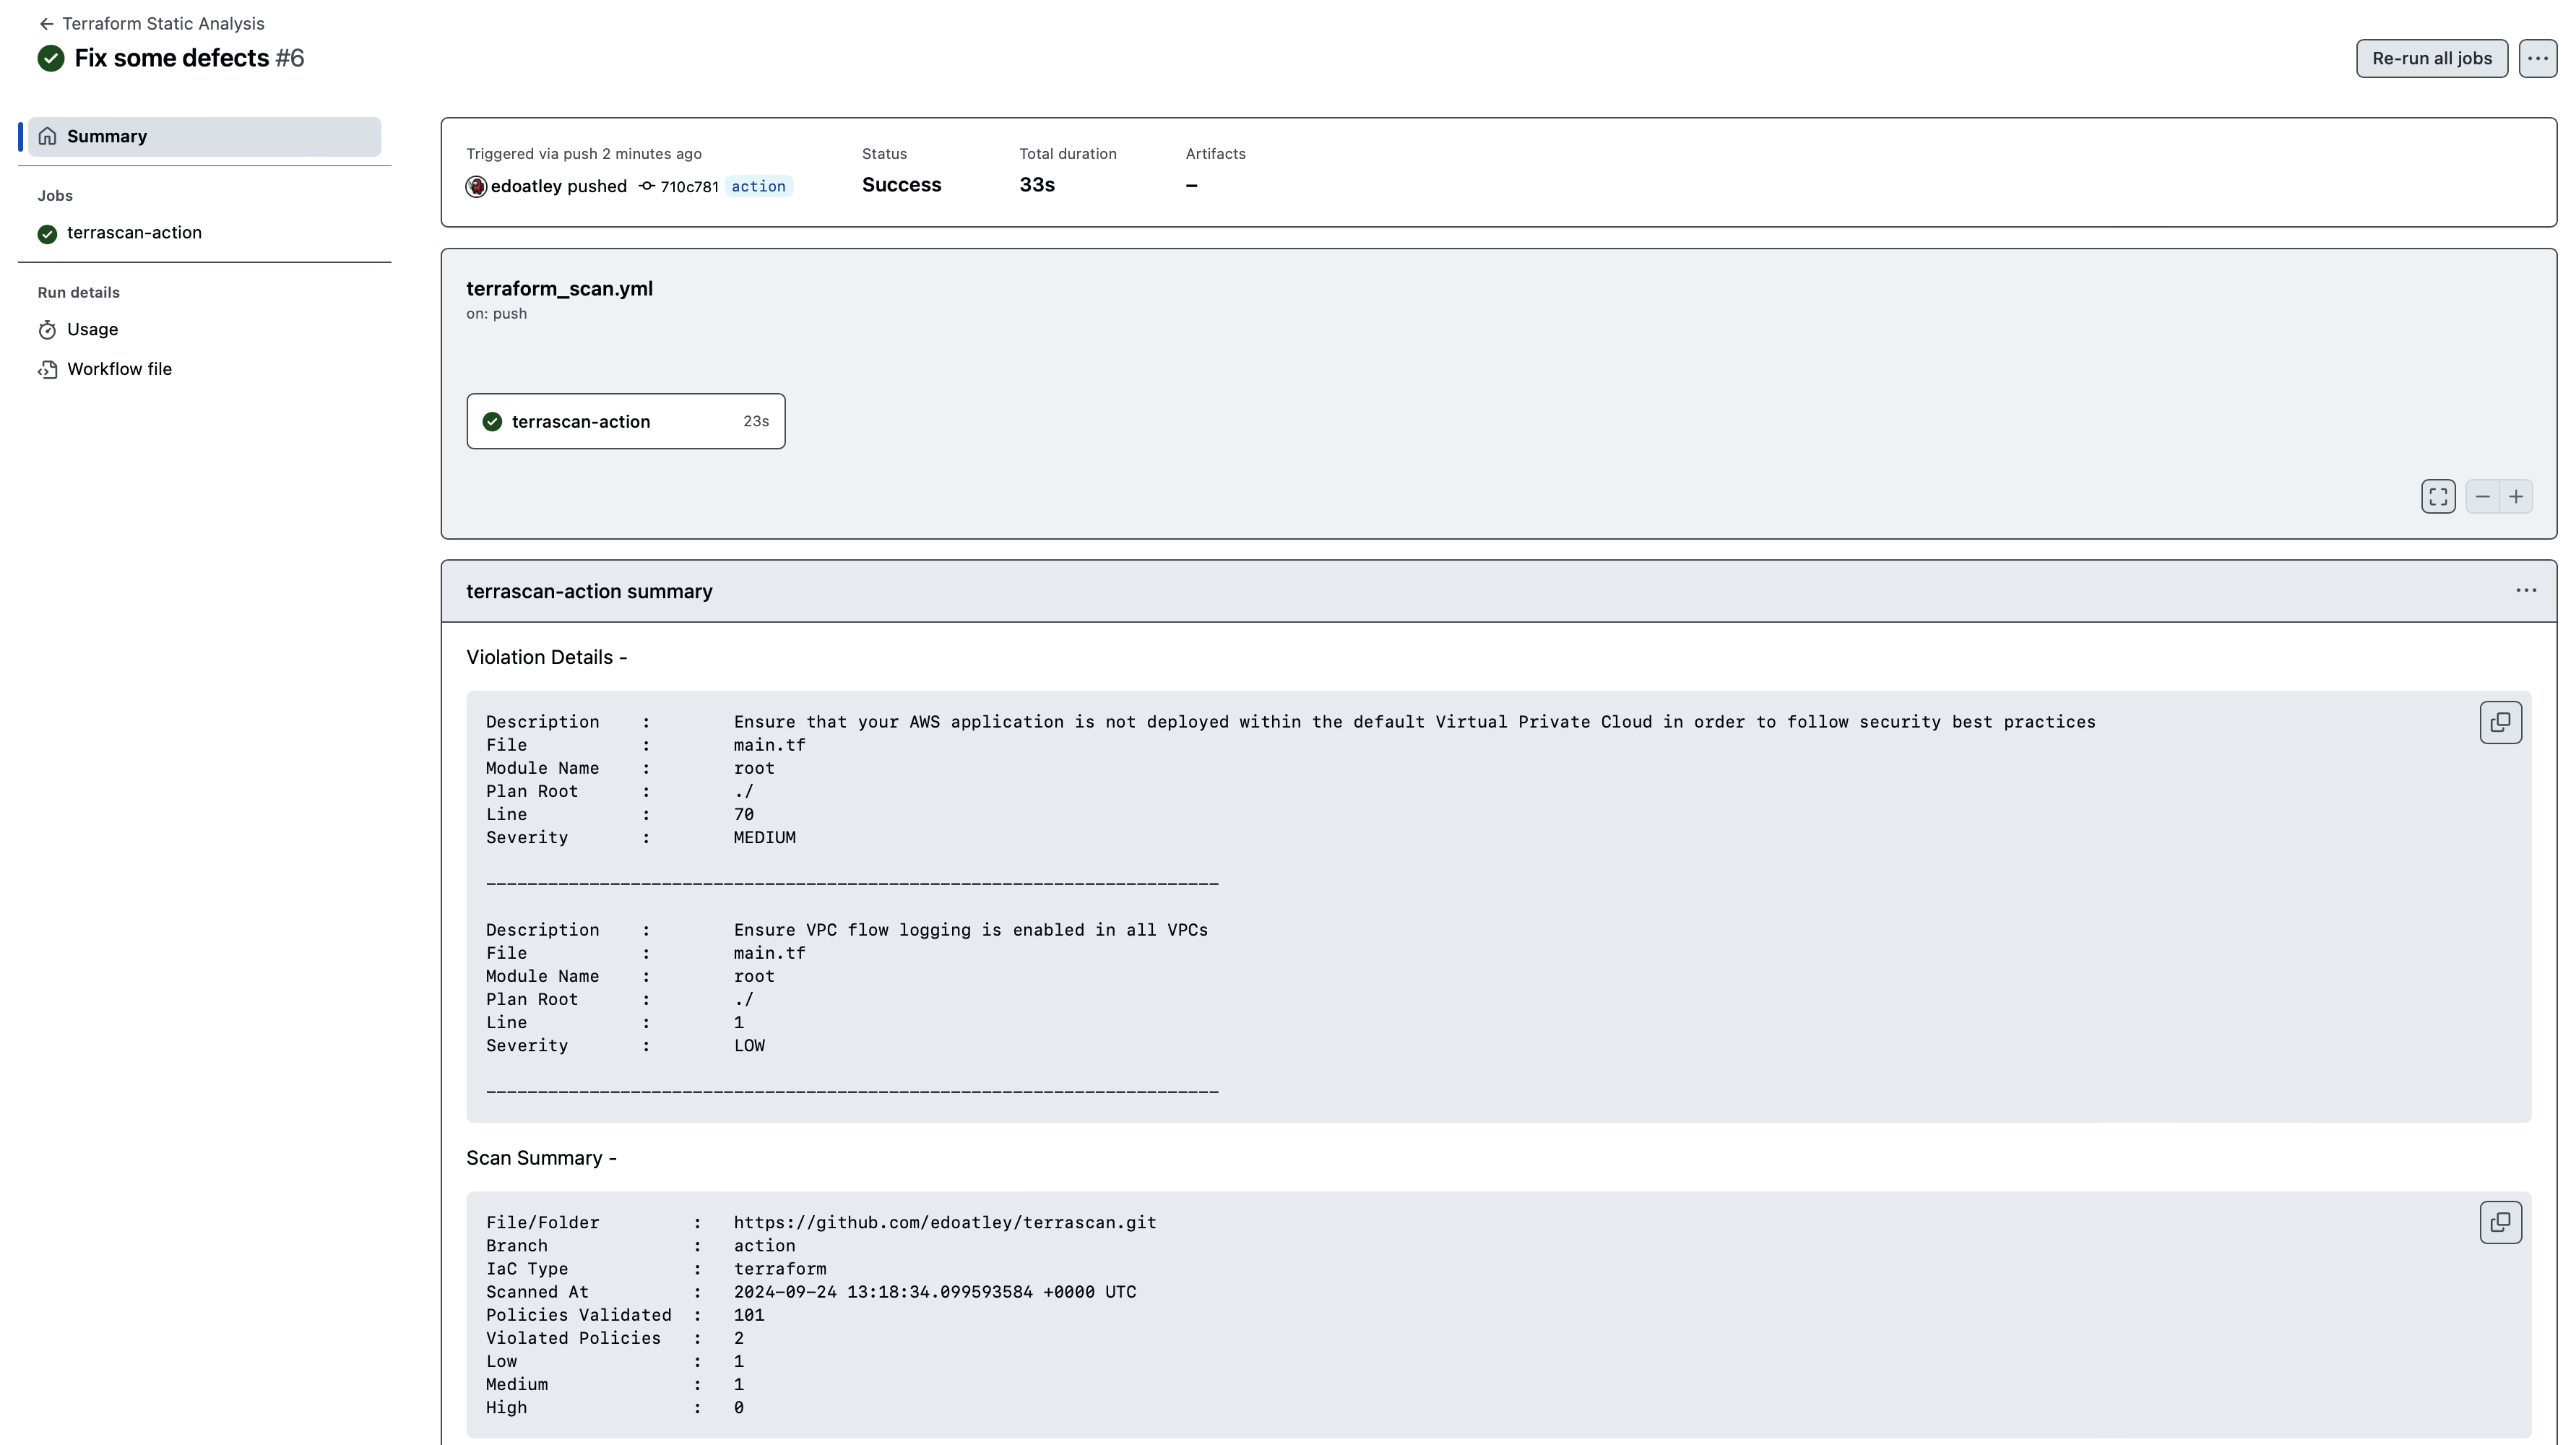 ← Terraform Static Analysis
Fix some defects #6
Re-run all jobs
Summary
Jobs
terrascan-action
Run details
Usage
Workflow file
Triggered via push 2 minutes ago
edoatley pushed 710c781 action
Status
Success
Total duration
33s
Artifacts
–
terraform_scan.yml
on: push
terrascan-action 23s
terrascan-action summary
Violation Details -
Description : Ensure that your AWS application is not deployed within the default Virtual Private Cloud in order to follow security best practices
File : main.tf
Module Name : root
Plan Root : ./
Line : 70
Severity : MEDIUM
-----------------------------------------------------------------------
Description : Ensure VPC flow logging is enabled in all VPCs
File : main.tf
Module Name : root
Plan Root : ./
Line : 1
Severity : LOW
-----------------------------------------------------------------------
Scan Summary -
File/Folder : https://github.com/edoatley/terrascan.git
Branch : action
IaC Type : terraform
Scanned At : 2024-09-24 13:18:34.099593584 +0000 UTC
Policies Validated : 101
Violated Policies : 2
Low : 1
Medium : 1
High : 0